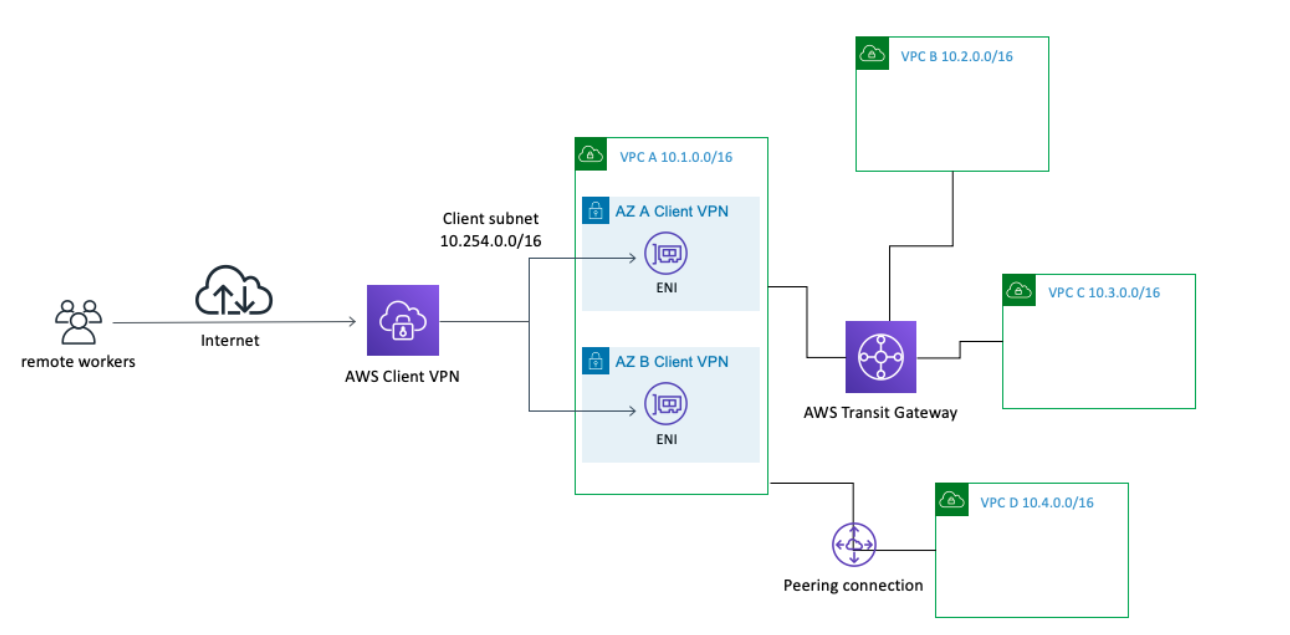 remote workers
Internet
AWS Client VPN
Client subnet
10.254.0.0/16
VPC A 10.1.0.0/16
AZ A Client VPN
ENI
AZ B Client VPN
ENI
VPC B 10.2.0.0/16
VPC C 10.3.0.0/16
AWS Transit Gateway
VPC D 10.4.0.0/16
Peering connection